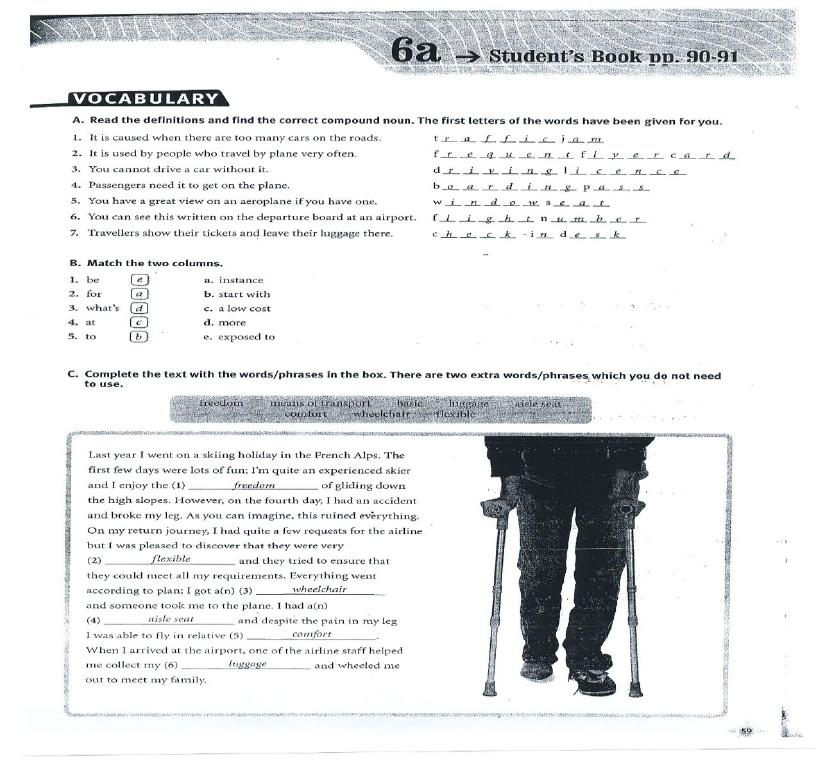 6a → Student's Book pp. 90-91
VOCABULARY
A. Read the definitions and find the correct compound noun. The first letters of the words have been given for you.
1. It is caused when there are too many cars on the roads. traffic jam
2. It is used by people who travel by plane very often. frequent flyer card
3. You cannot drive a car without it. driving licence
4. Passengers need it to get on the plane. boarding pass
5. You have a great view on an aeroplane if you have one. window seat
6. You can see this written on the departure board at an airport. flight number
7. Travellers show their tickets and leave their luggage there. check-in desk
B. Match the two columns.
1. be e a. instance
2. for a b. start with
3. what's d c. a low cost
4. at c d. more
5. to b e. exposed to
C. Complete the text with the words/phrases in the box. There are two extra words/phrases which you do not need
to use.
freedom means of transport basic luggage aisle seat
comfort wheelchair flexible
Last year I went on a skiing holiday in the French Alps. The
first few days were lots of fun; I'm quite an experienced skier
and I enjoy the (1) freedom of gliding down
the high slopes. However, on the fourth day, I had an accident
and broke my leg. As you can imagine, this ruined everything.
On my return journey, I had quite a few requests for the airline
but I was pleased to discover that they were very
(2) flexible and they tried to ensure that
they could meet all my requirements. Everything went
according to plan: I got a(n) (3) wheelchair
and someone took me to the plane. I had a(n)
(4) aisle seat and despite the pain in my leg
I was able to fly in relative (5) comfort.
When I arrived at the airport, one of the airline staff helped
me collect my (6) luggage and wheeled me
out to meet my family.
59